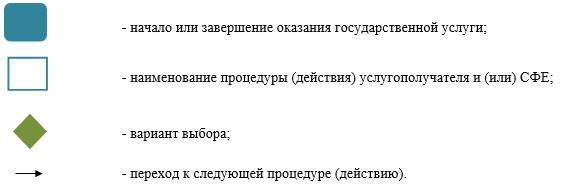 - начало или завершение оказания государственной услуги;
- наименование процедуры (действия) услугополучателя и (или) СФЕ;
- вариант выбора;
- переход к следующей процедуре (действию).